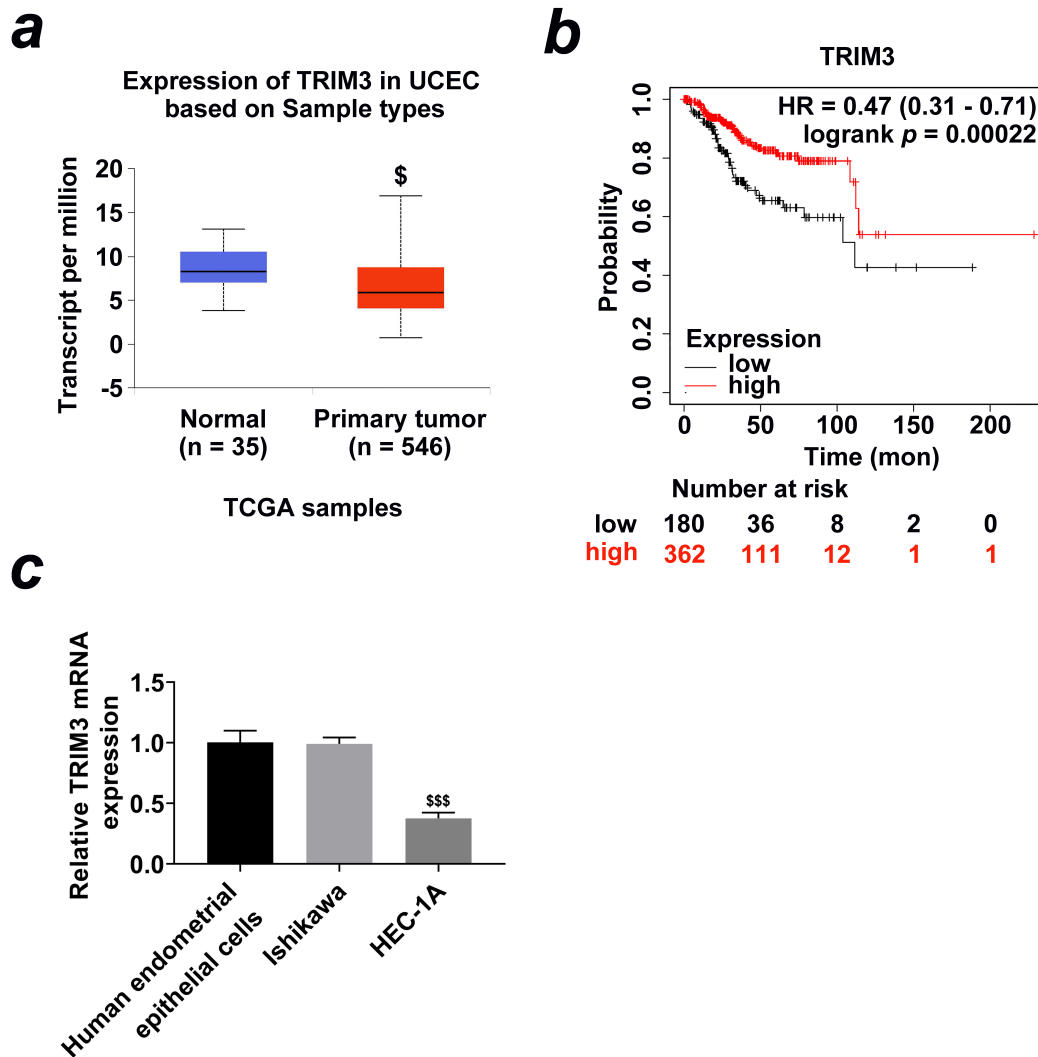 a
Expression of TRIM3 in UCEC
based on Sample types
Transcript per million
20
15
10
5
0
-5
$
Normal
(n = 35)
Primary tumor
(n = 546)
TCGA samples
b
TRIM3
HR = 0.47 (0.31 - 0.71)
logrank p = 0.00022
Probability
1.0
0.8
0.6
0.4
0.2
0.0
Expression
low
high
0 50 100 150 200
Time (mon)
Number at risk
low 180 36 8 2 0
high 362 111 12 1 1
c
Relative TRIM3 mRNA
expression
1.5
1.0
0.5
0.0
$$$
Human endometrial
epithelial cells
Ishikawa
HEC-1A